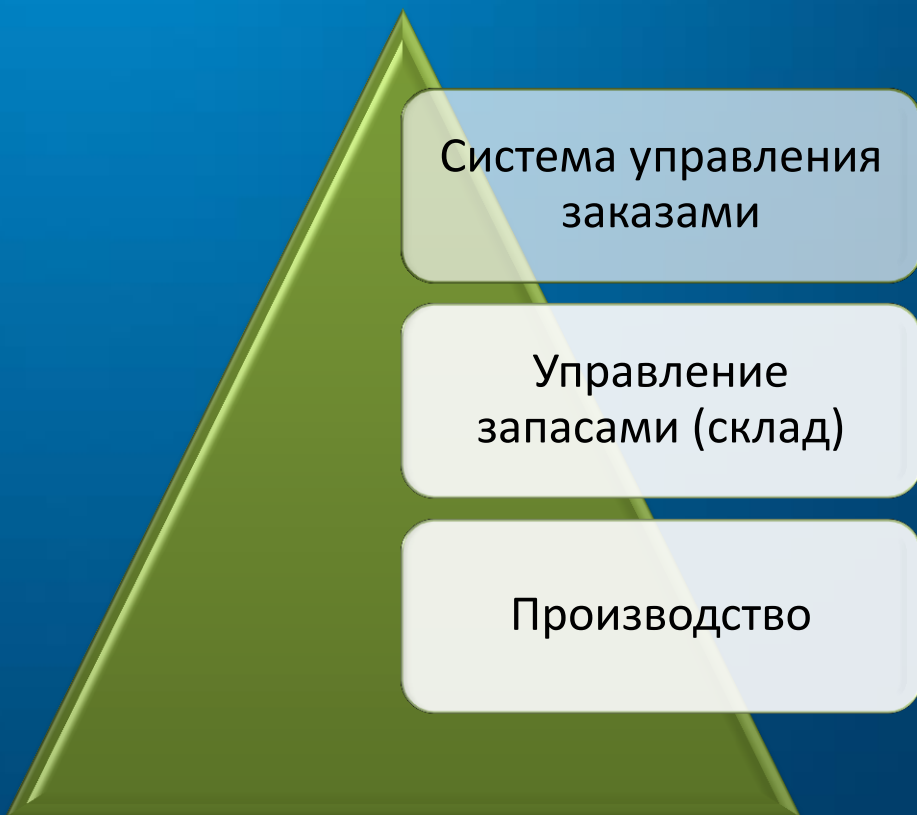 Система управления
заказами
Управление
запасами (склад)
Производство